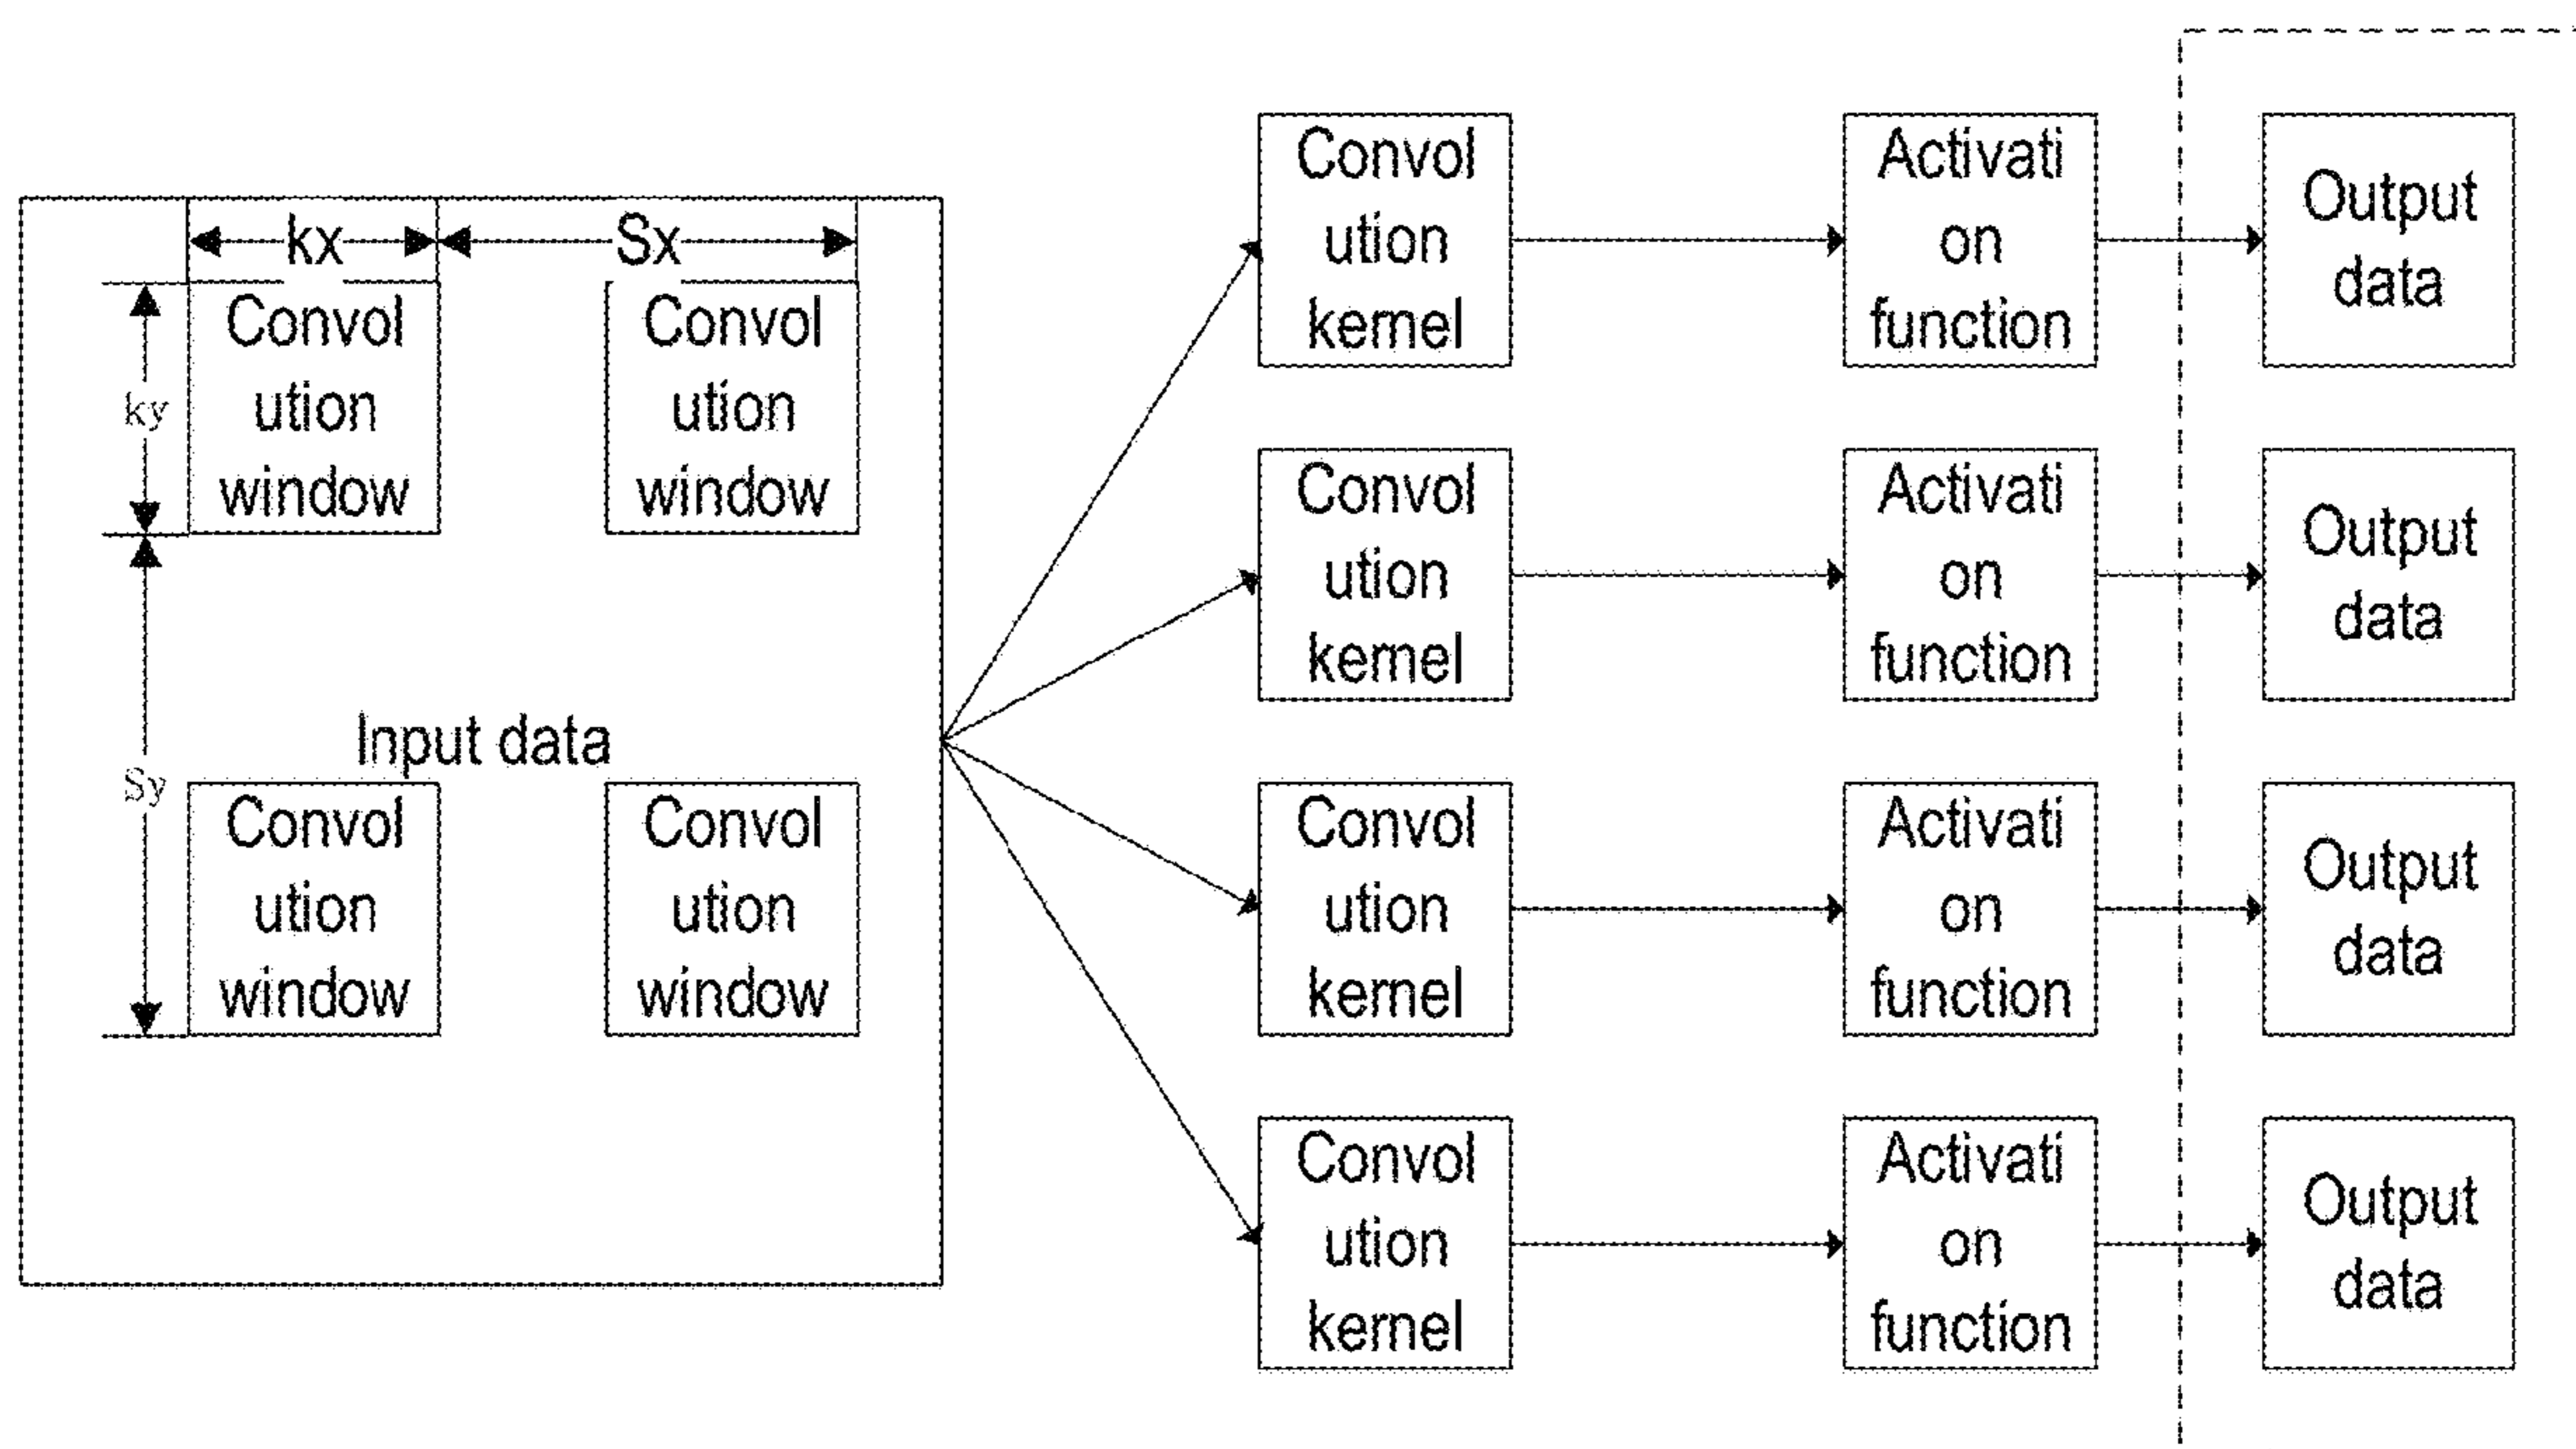 kx
Sx
Convol
ution
window
Convol
ution
window
ky
Input data
Sy
Convol
ution
window
Convol
ution
window
Convol
ution
kernel
Activati
on
function
Output
data
Convol
ution
kernel
Activati
on
function
Output
data
Convol
ution
kernel
Activati
on
function
Output
data
Convol
ution
kernel
Activati
on
function
Output
data